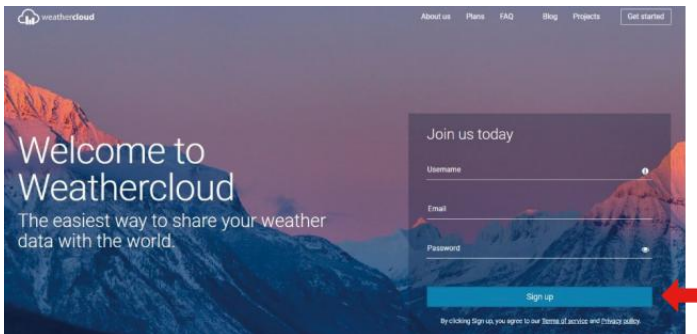 weathercloud
About us Plans FAQ Blog Projects Get started
Welcome to
Weathercloud
The easiest way to share your weather
data with the world.
Join us today
Username
Email
Password
Sign up
By clicking Sign up, you agree to our Terms of service and Privacy policy.